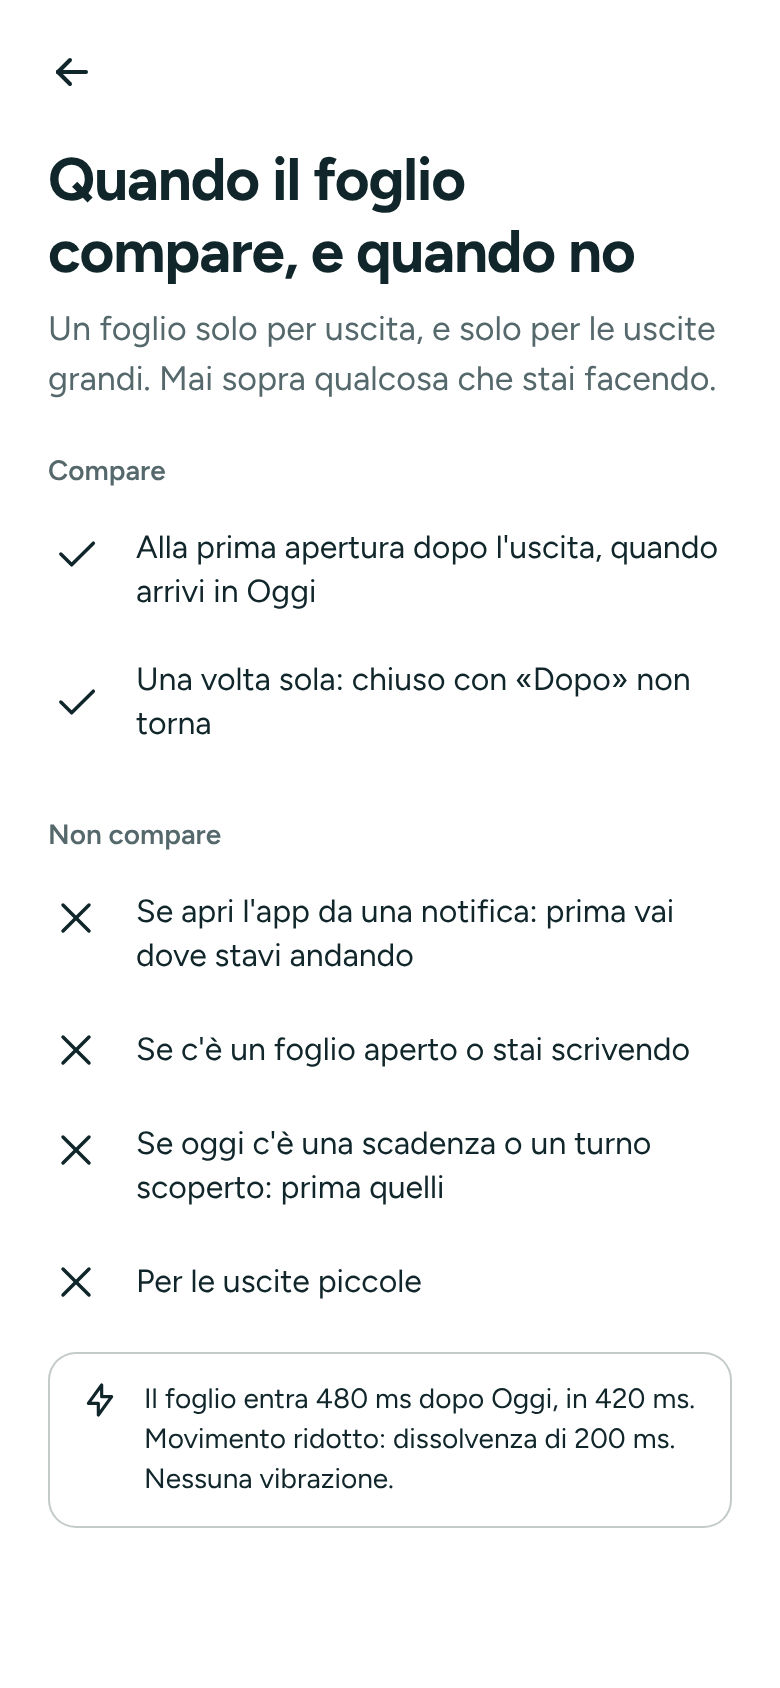 Quando il foglio
compare, e quando no
Un foglio solo per uscita, e solo per le uscite
grandi. Mai sopra qualcosa che stai facendo.
Compare
Alla prima apertura dopo l'uscita, quando
arrivi in Oggi
Una volta sola: chiuso con «Dopo» non
torna
Non compare
Se apri l'app da una notifica: prima vai
dove stavi andando
Se c'è un foglio aperto o stai scrivendo
Se oggi c'è una scadenza o un turno
scoperto: prima quelli
Per le uscite piccole
Il foglio entra 480 ms dopo Oggi, in 420 ms.
Movimento ridotto: dissolvenza di 200 ms.
Nessuna vibrazione.